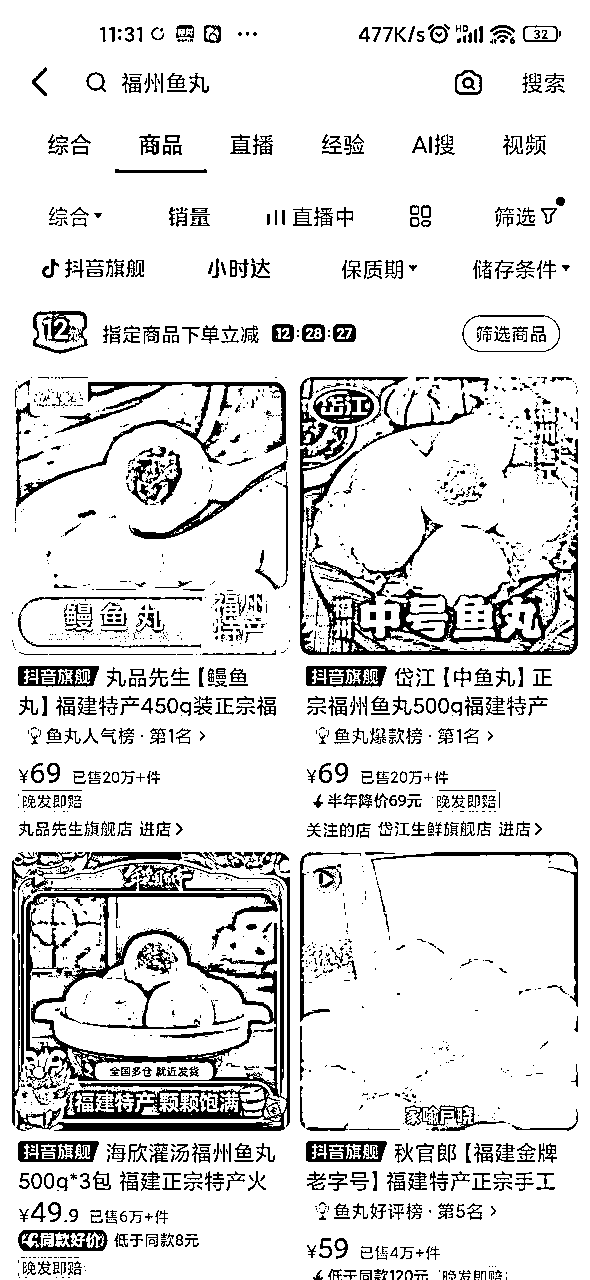 11:31
477K/s HD 32
福州鱼丸 搜索
综合 商品 直播 经验 AI搜 视频
综合 销量 直播中 筛选
抖音旗舰 小时达 保质期 储存条件
指定商品下单立减 12:28:27 筛选商品
鳗鱼丸
福州
特产
抖音旗舰 丸品先生【鳗鱼
丸】福建特产450g装正宗福
鱼丸人气榜·第1名
¥69 已售20万+件
晚发即赔
丸品先生旗舰店 进店
岱江
福州
中号鱼丸
抖音旗舰 岱江【中鱼丸】正
宗福州鱼丸500g福建特产
鱼丸爆款榜·第1名
¥69 已售20万+件
半年降价69元 晚发即赔
关注的店 岱江生鲜旗舰店 进店
全国多仓 就近发货
福建特产 颗颗饱满
抖音旗舰 海欣灌汤福州鱼丸
500g*3包 福建正宗特产火
¥49.9 已售6万+件
同款好价 低于同款8元
晚发即赔
家喻户晓
抖音旗舰 秋官郎【福建金牌
老字号】福建特产正宗手工
鱼丸好评榜·第5名
¥59 已售4万+件
低于同款120元 晚发即赔